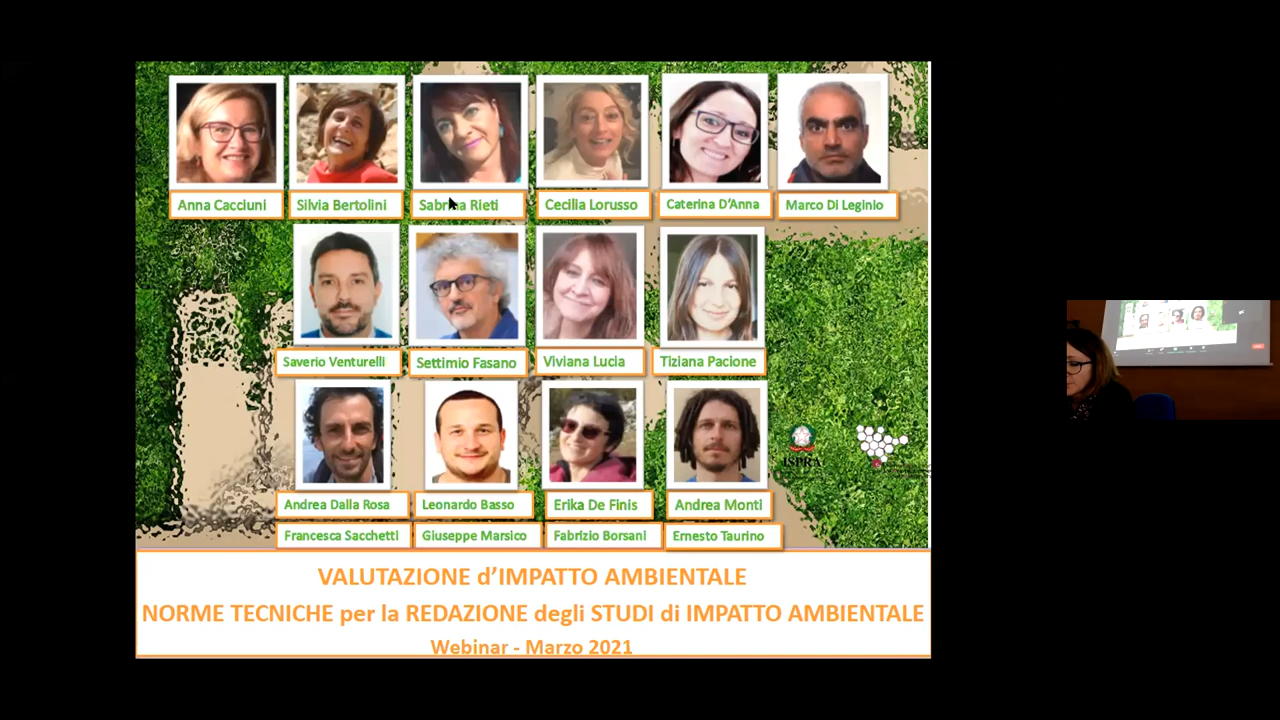 Anna Cacciuni
Silvia Bertolini
Sabrina Rieti
Cecilia Lorusso
Caterina D'Anna
Marco Di Leginio
Saverio Venturelli
Settimio Fasano
Viviana Lucia
Tiziana Pacione
ISPRA
Andrea Dalla Rosa
Leonardo Basso
Erika De Finis
Andrea Monti
Francesca Sacchetti
Giuseppe Marsico
Fabrizio Borsani
Ernesto Taurino
VALUTAZIONE d'IMPATTO AMBIENTALE
NORME TECNICHE per la REDAZIONE degli STUDI di IMPATTO AMBIENTALE
Webinar - Marzo 2021